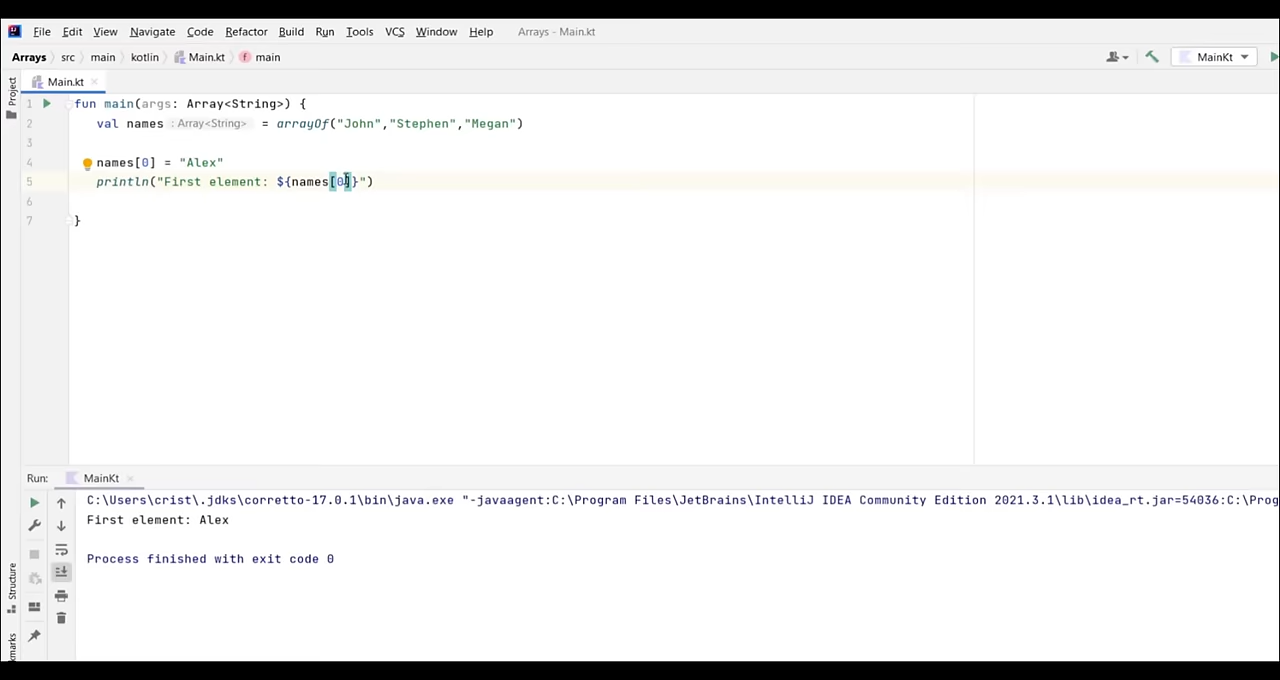 File Edit View Navigate Code Refactor Build Run Tools VCS Window Help Arrays - Main.kt
Arrays src main kotlin Main.kt main MainKt
Project
Main.kt
1 fun main(args: Array<String>) {
2 val names : Array<String> = arrayOf("John","Stephen","Megan")
3
4 names[0] = "Alex"
5 println("First element: ${names[0]}")
6
7 }
Run: MainKt
C:\Users\crist\.jdks\corretto-17.0.1\bin\java.exe "-javaagent:C:\Program Files\JetBrains\IntelliJ IDEA Community Edition 2021.3.1\lib\idea_rt.jar=54036:C:\Prog
First element: Alex
Process finished with exit code 0
Structure